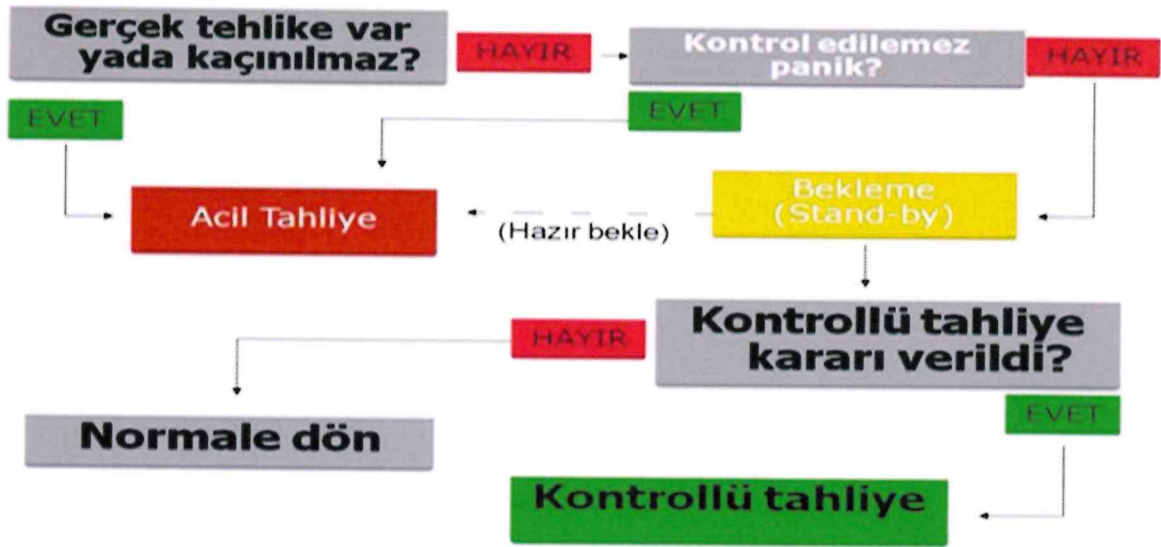 Gerçek tehlike var
yada kaçınılmaz?
HAYIR
Kontrol edilemez
panik?
HAYIR
EVET
EVET
Acil Tahliye
(Hazır bekle)
Bekleme
(Stand-by)
Kontrollü tahliye
kararı verildi?
HAYIR
EVET
Normale dön
Kontrollü tahliye